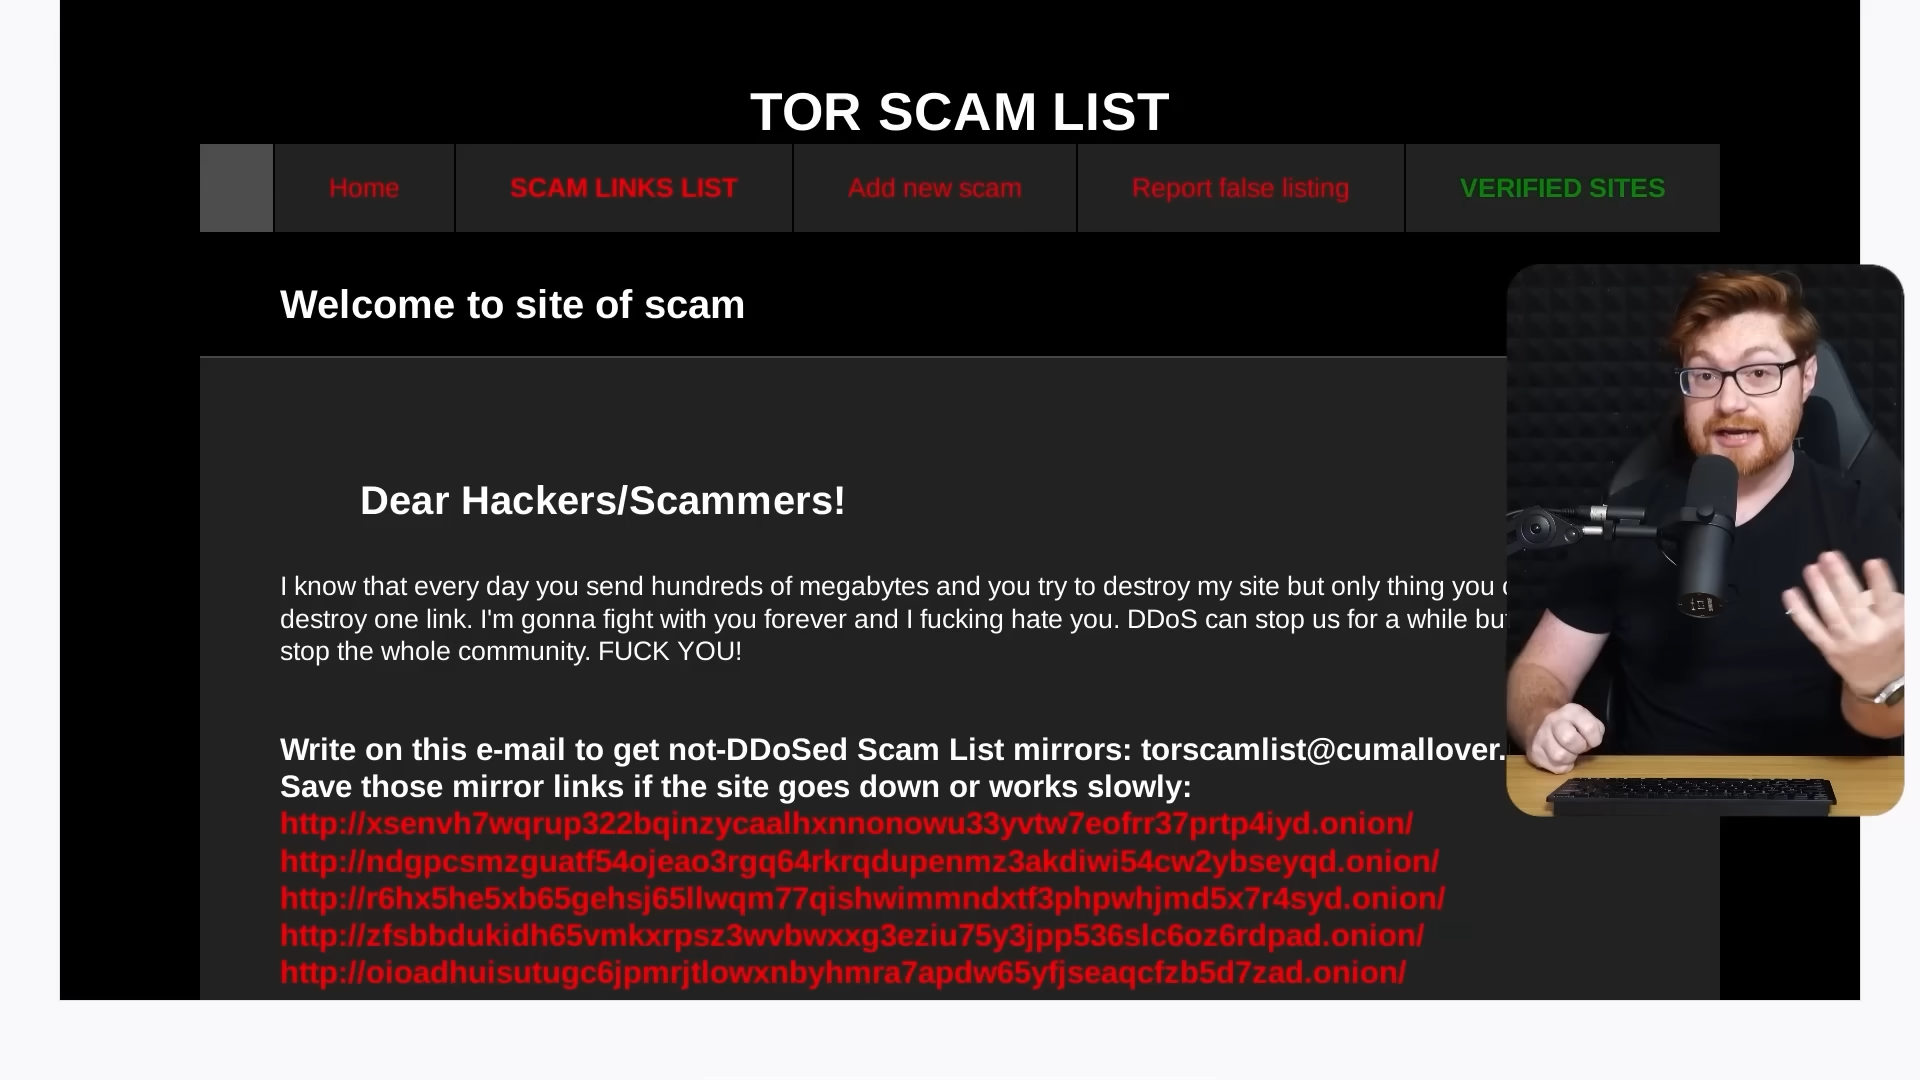 TOR SCAM LIST
Home
SCAM LINKS LIST
Add new scam
Report false listing
VERIFIED SITES
Welcome to site of scam
Dear Hackers/Scammers!
I know that every day you send hundreds of megabytes and you try to destroy my site but only thing you
destroy one link. I'm gonna fight with you forever and I fucking hate you. DDoS can stop us for a while but
stop the whole community. FUCK YOU!
Write on this e-mail to get not-DDoSed Scam List mirrors: torscamlist@cumallover.
Save those mirror links if the site goes down or works slowly:
http://xsenvh7wqrup322bqinzycaalhxnnonowu33yvtw7eofrr37prtp4iyd.onion/
http://ndgpcsmzguatf54ojeao3rgq64rkrqdupenmz3akdiwi54cw2ybseyqd.onion/
http://r6hx5he5xb65gehsj65llwqm77qishwimmndxtf3phpwhjmd5x7r4syd.onion/
http://zfsbbdukidh65vmkxrpsz3wvbwxxg3eziu75y3jpp536slc6oz6rdpad.onion/
http://oioadhuisutugc6jpmrjtlowxnbyhmra7apdw65yfjseaqcfzb5d7zad.onion/